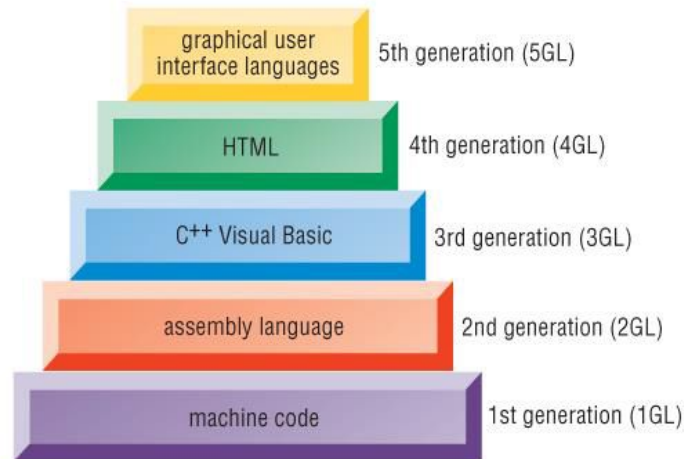 graphical user
interface languages
5th generation (5GL)
HTML
4th generation (4GL)
C++ Visual Basic
3rd generation (3GL)
assembly language
2nd generation (2GL)
machine code
1st generation (1GL)